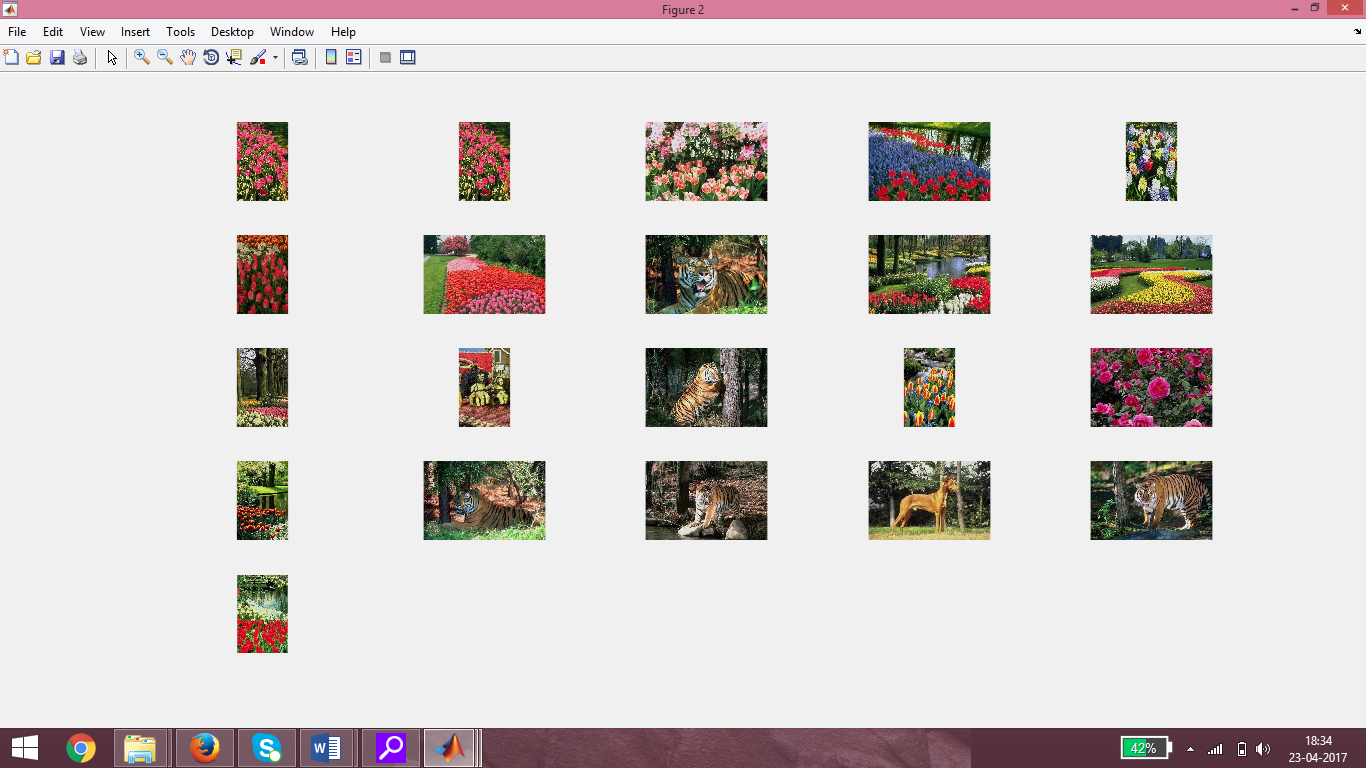 Figure 2
File Edit View Insert Tools Desktop Window Help
42%
18:34
23-04-2017